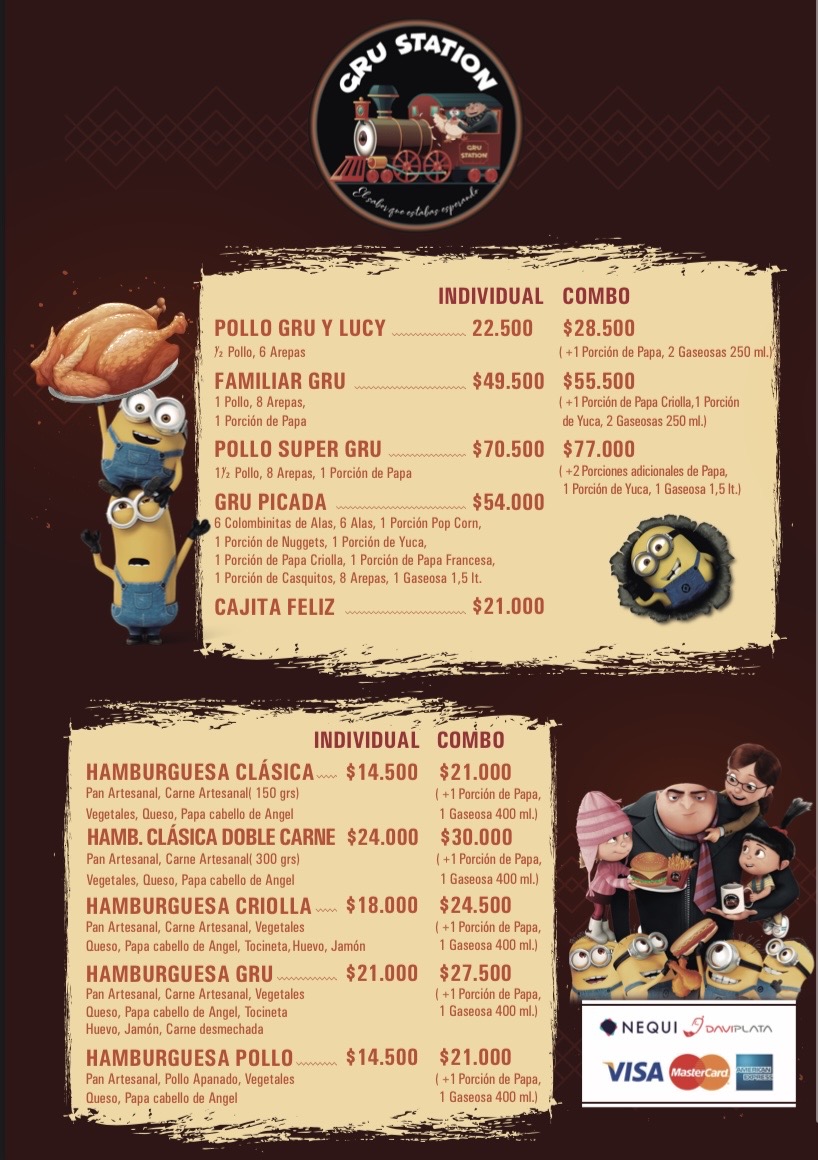 GRU STATION
GRU
STATION
El sabor que estabas esperando
INDIVIDUAL COMBO
POLLO GRU Y LUCY 22.500 $28.500
½ Pollo, 6 Arepas ( +1 Porción de Papa, 2 Gaseosas 250 ml.)
FAMILIAR GRU $49.500 $55.500
1 Pollo, 8 Arepas, ( +1 Porción de Papa Criolla,1 Porción
1 Porción de Papa de Yuca, 2 Gaseosas 250 ml.)
POLLO SUPER GRU $70.500 $77.000
1½ Pollo, 8 Arepas, 1 Porción de Papa ( +2 Porciones adicionales de Papa,
1 Porción de Yuca, 1 Gaseosa 1,5 lt.)
GRU PICADA $54.000
6 Colombinitas de Alas, 6 Alas, 1 Porción Pop Corn,
1 Porción de Nuggets, 1 Porción de Yuca,
1 Porción de Papa Criolla, 1 Porción de Papa Francesa,
1 Porción de Casquitos, 8 Arepas, 1 Gaseosa 1,5 lt.
CAJITA FELIZ $21.000
INDIVIDUAL COMBO
HAMBURGUESA CLÁSICA $14.500 $21.000
Pan Artesanal, Carne Artesanal( 150 grs) ( +1 Porción de Papa,
Vegetales, Queso, Papa cabello de Angel 1 Gaseosa 400 ml.)
HAMB. CLÁSICA DOBLE CARNE $24.000 $30.000
Pan Artesanal, Carne Artesanal( 300 grs) ( +1 Porción de Papa,
Vegetales, Queso, Papa cabello de Angel 1 Gaseosa 400 ml.)
HAMBURGUESA CRIOLLA $18.000 $24.500
Pan Artesanal, Carne Artesanal, Vegetales ( +1 Porción de Papa,
Queso, Papa cabello de Angel, Tocineta,Huevo, Jamón 1 Gaseosa 400 ml.)
HAMBURGUESA GRU $21.000 $27.500
Pan Artesanal, Carne Artesanal, Vegetales ( +1 Porción de Papa,
Queso, Papa cabello de Angel, Tocineta 1 Gaseosa 400 ml.)
Huevo, Jamón, Carne desmechada
HAMBURGUESA POLLO $14.500 $21.000
Pan Artesanal, Pollo Apanado, Vegetales ( +1 Porción de Papa,
Queso, Papa cabello de Angel 1 Gaseosa 400 ml.)
NEQUI DAVIPLATA
VISA MasterCard AMERICAN EXPRESS